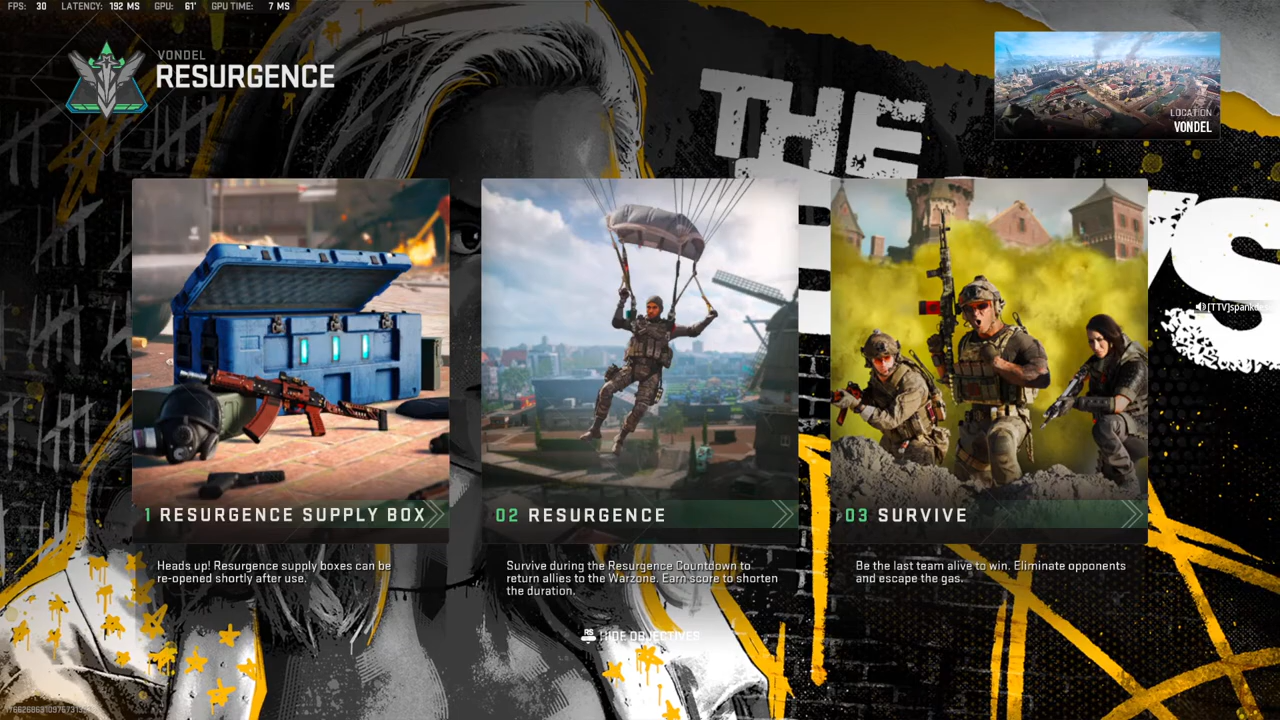 FPS: 30 LATENCY: 192 MS GPU: 61° GPU TIME: 7 MS
VONDEL
RESURGENCE
THE
LOCATION
VONDEL
[TTV]spank
1 RESURGENCE SUPPLY BOX
02 RESURGENCE
03 SURVIVE
Heads up! Resurgence supply boxes can be
re-opened shortly after use.
Survive during the Resurgence Countdown to
return allies to the Warzone. Earn score to shorten
the duration.
Be the last team alive to win. Eliminate opponents
and escape the gas.
RS HIDE OBJECTIVES